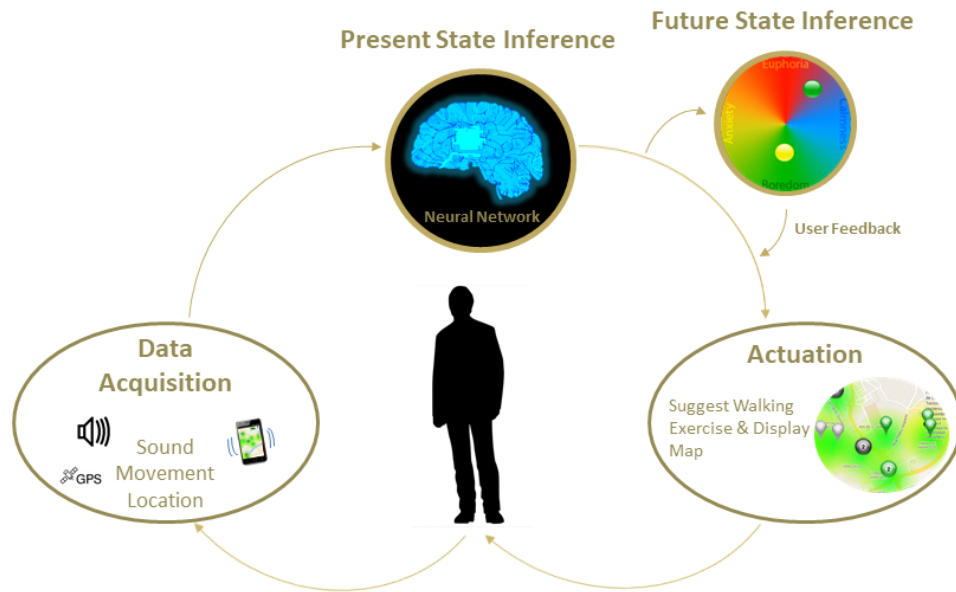 Present State Inference
Future State Inference
Euphoria
Anxiety
Calmness
Boredom
Neural Network
User Feedback
Data
Acquisition
Sound
Movement
Location
GPS
Actuation
Suggest Walking
Exercise & Display
Map